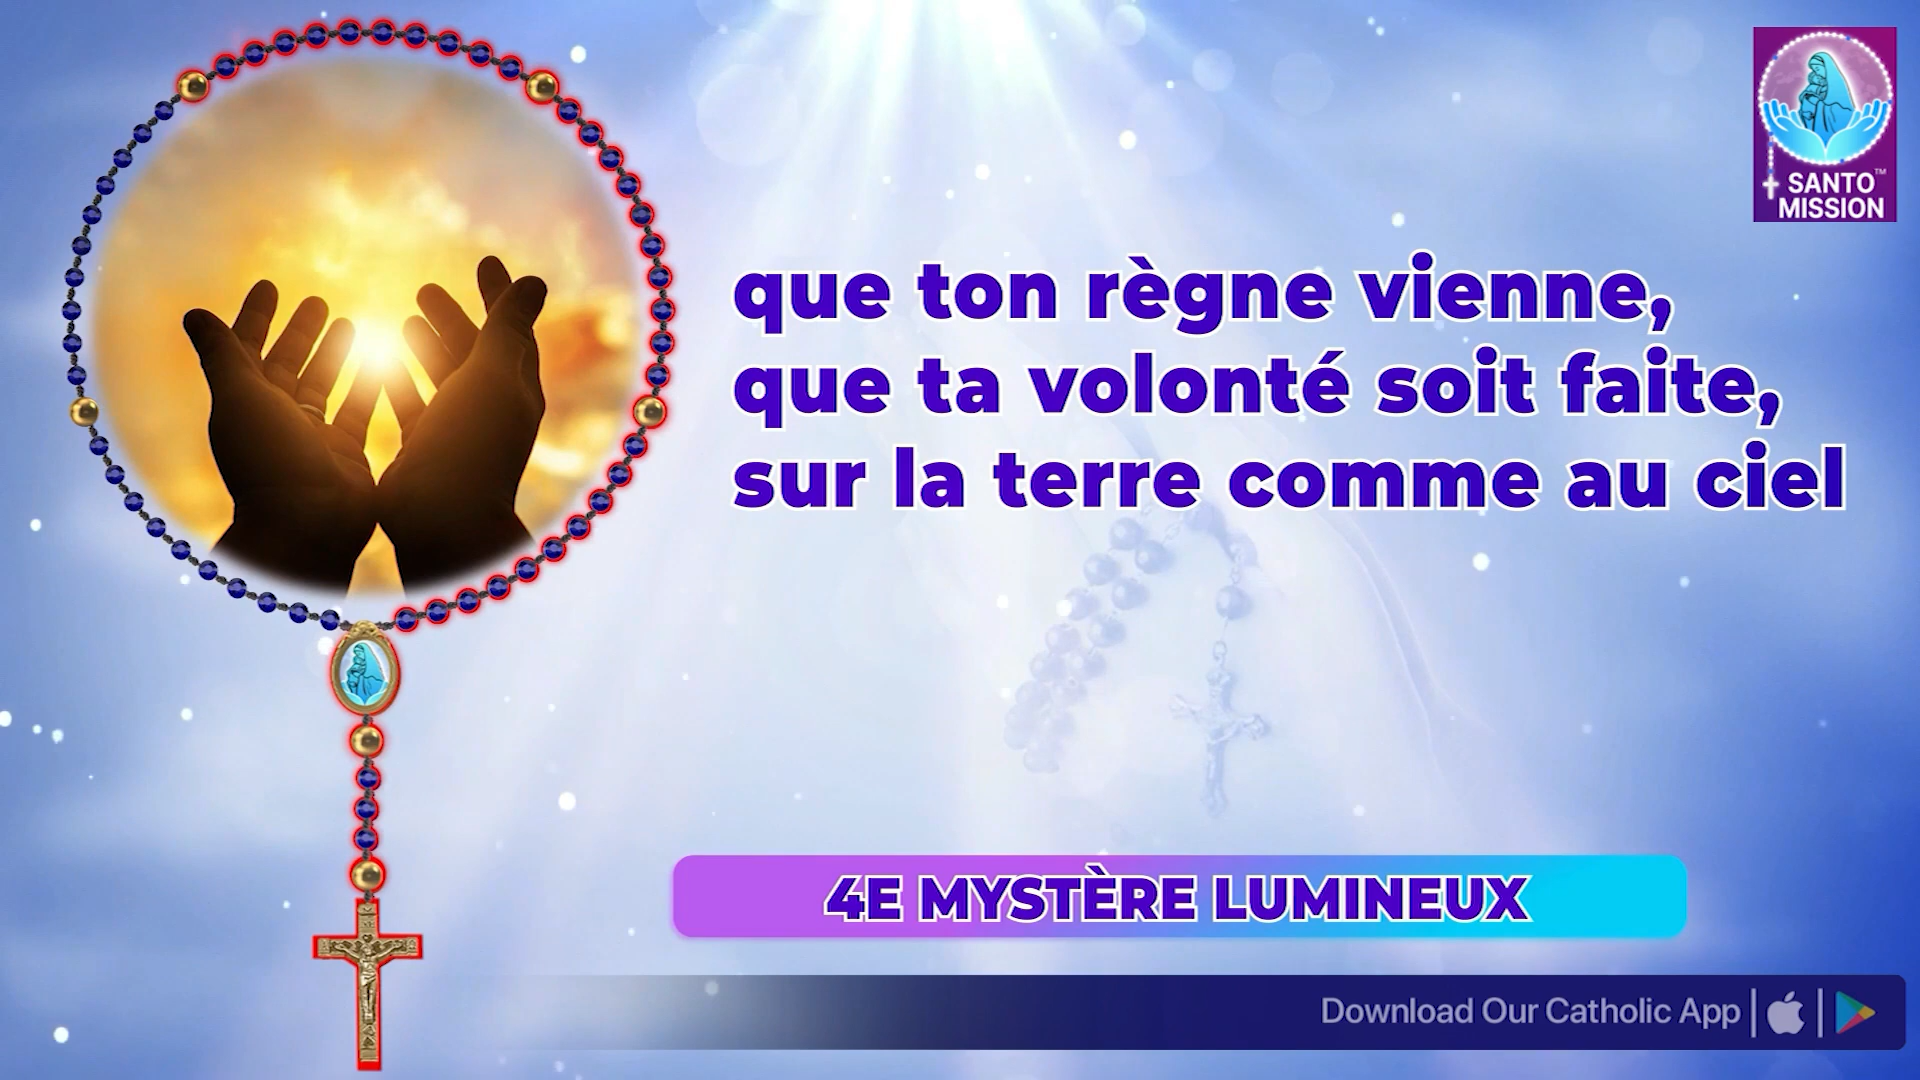 SANTO™
MISSION
que ton règne vienne,
que ta volonté soit faite,
sur la terre comme au ciel
4E MYSTÈRE LUMINEUX
Download Our Catholic App